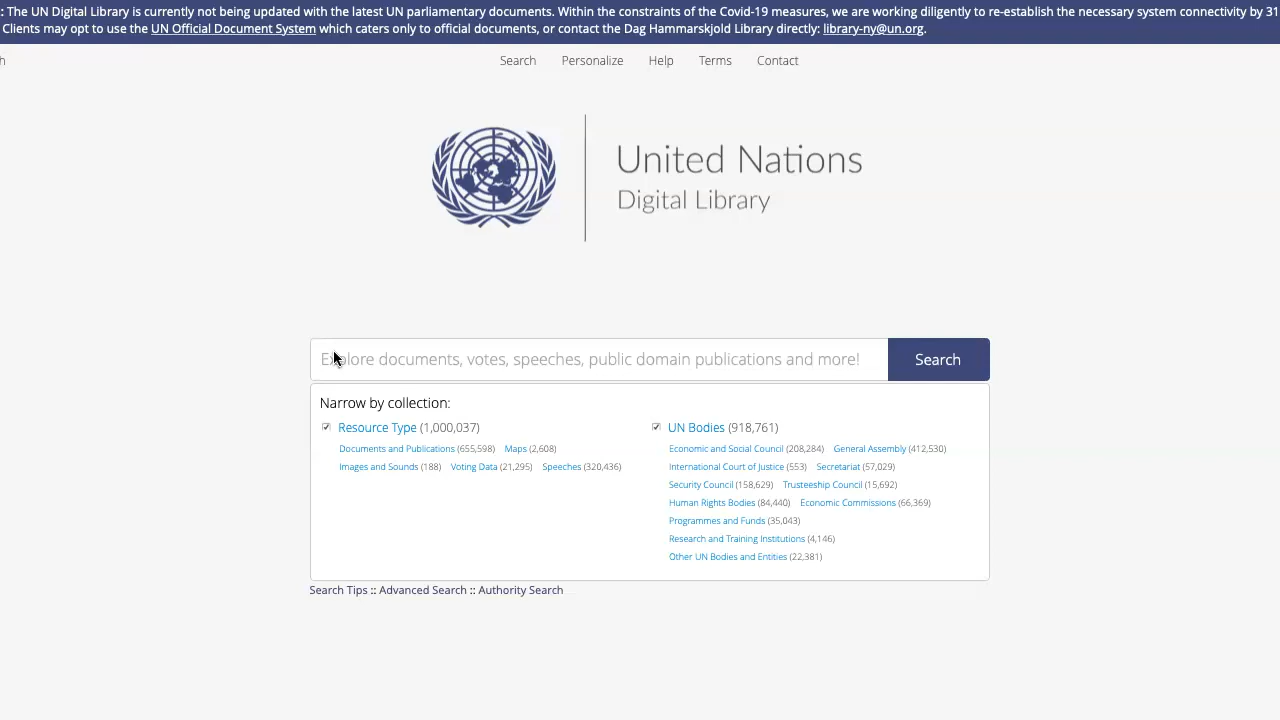 : The UN Digital Library is currently not being updated with the latest UN parliamentary documents. Within the constraints of the Covid-19 measures, we are working diligently to re-establish the necessary system connectivity by 31
Clients may opt to use the UN Official Document System which caters only to official documents, or contact the Dag Hammarskjold Library directly: library-ny@un.org.
h
Search Personalize Help Terms Contact
United Nations
Digital Library
Explore documents, votes, speeches, public domain publications and more!
Search
Narrow by collection:
Resource Type (1,000,037)
Documents and Publications (655,598) Maps (2,608)
Images and Sounds (188) Voting Data (21,295) Speeches (320,436)
UN Bodies (918,761)
Economic and Social Council (208,284) General Assembly (412,530)
International Court of Justice (553) Secretariat (57,029)
Security Council (158,629) Trusteeship Council (15,692)
Human Rights Bodies (84,440) Economic Commissions (66,369)
Programmes and Funds (35,043)
Research and Training Institutions (4,146)
Other UN Bodies and Entities (22,381)
Search Tips :: Advanced Search :: Authority Search